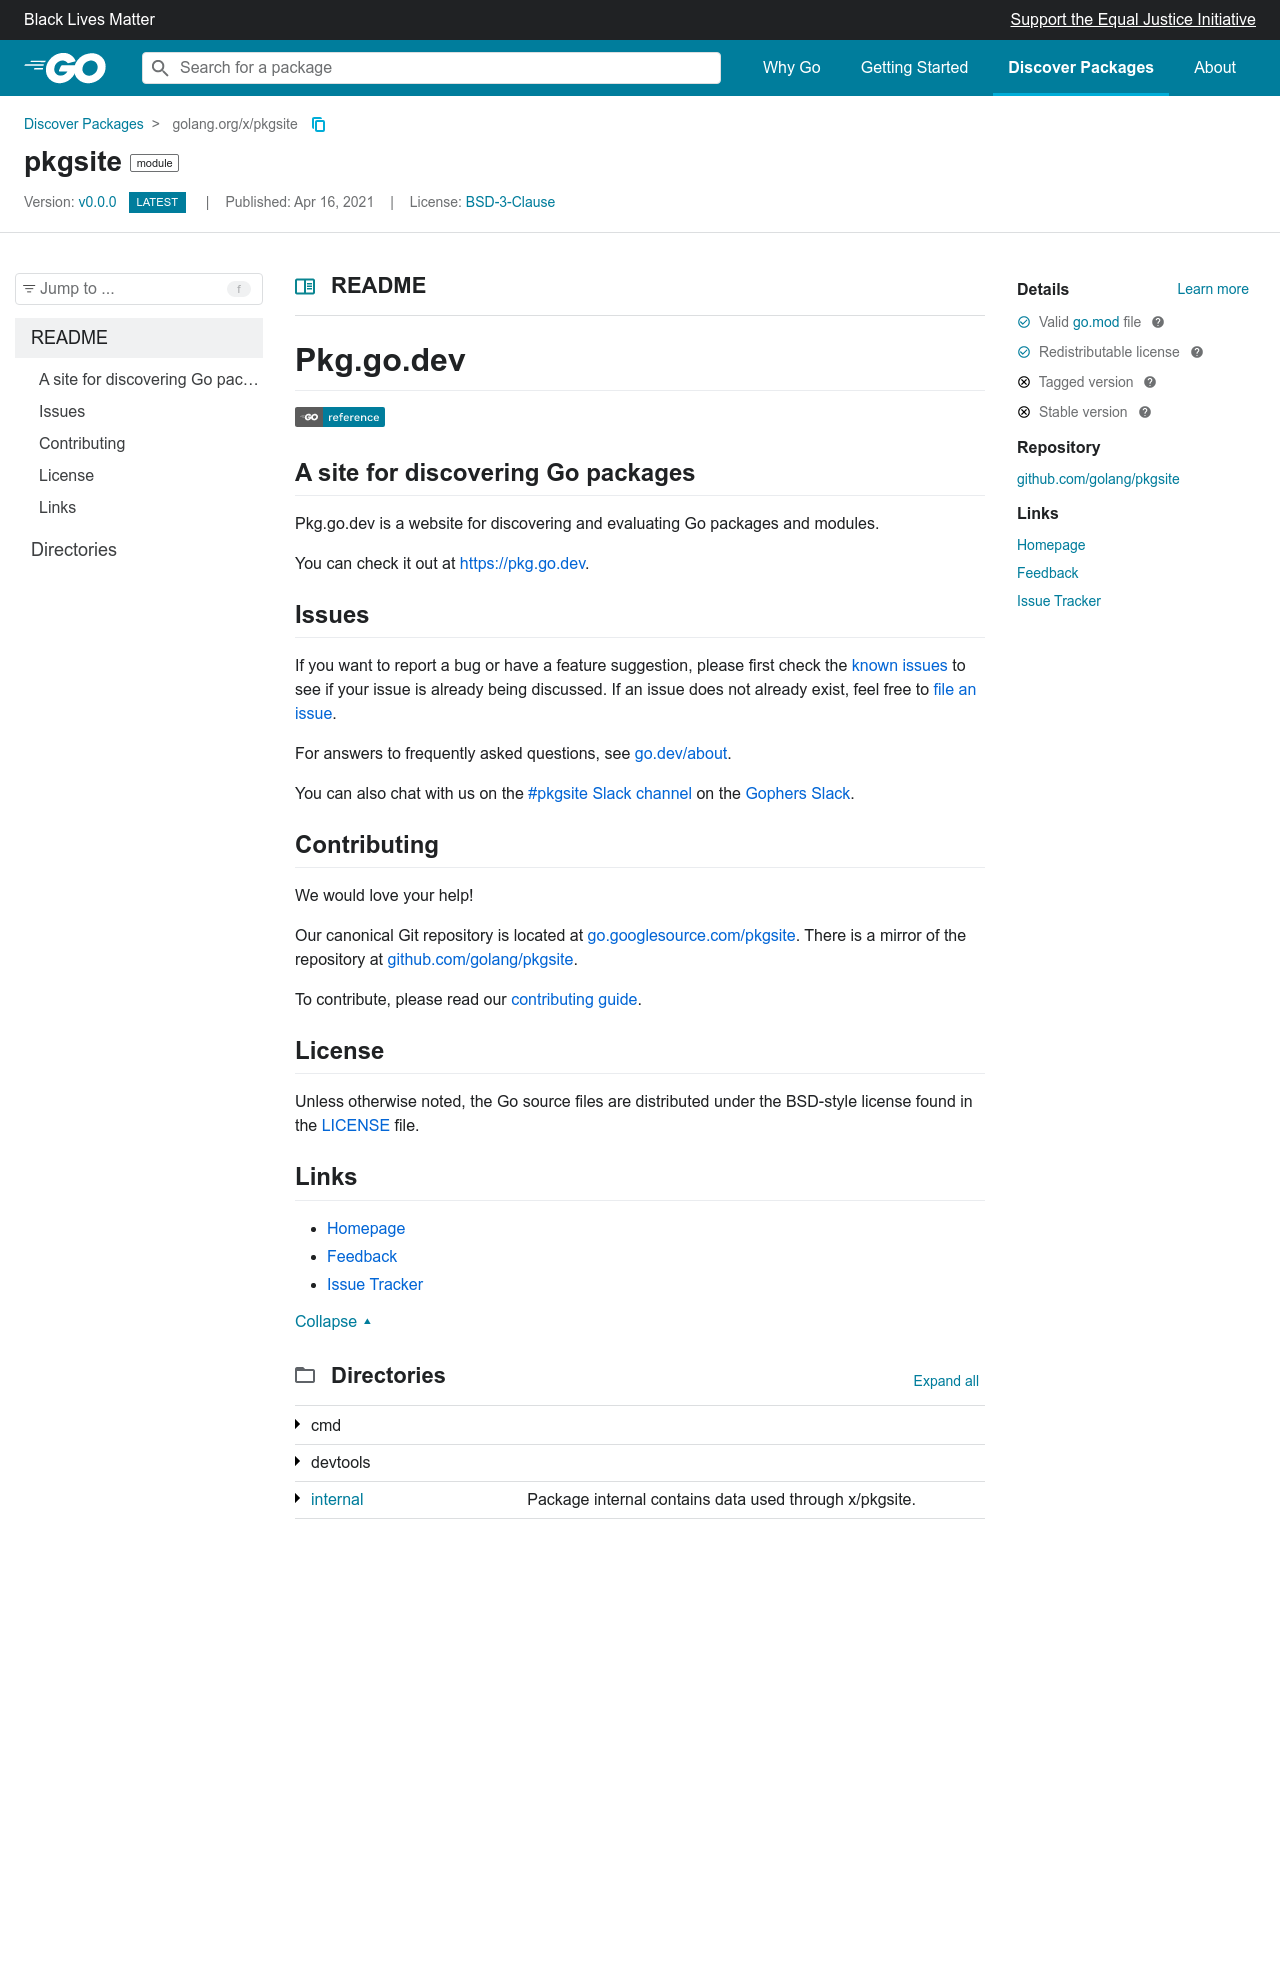 Black Lives Matter
Support the Equal Justice Initiative
GO
Search for a package
Why Go
Getting Started
Discover Packages
About
Discover Packages > golang.org/x/pkgsite
pkgsite module
Version: v0.0.0 LATEST | Published: Apr 16, 2021 | License: BSD-3-Clause
Jump to ...
f
README
A site for discovering Go pac…
Issues
Contributing
License
Links
Directories
README
Pkg.go.dev
GO reference
A site for discovering Go packages
Pkg.go.dev is a website for discovering and evaluating Go packages and modules.
You can check it out at https://pkg.go.dev.
Issues
If you want to report a bug or have a feature suggestion, please first check the known issues to
see if your issue is already being discussed. If an issue does not already exist, feel free to file an
issue.
For answers to frequently asked questions, see go.dev/about.
You can also chat with us on the #pkgsite Slack channel on the Gophers Slack.
Contributing
We would love your help!
Our canonical Git repository is located at go.googlesource.com/pkgsite. There is a mirror of the
repository at github.com/golang/pkgsite.
To contribute, please read our contributing guide.
License
Unless otherwise noted, the Go source files are distributed under the BSD-style license found in
the LICENSE file.
Links
• Homepage
• Feedback
• Issue Tracker
Collapse
Directories
Expand all
cmd
devtools
internal
Package internal contains data used through x/pkgsite.
Details
Learn more
Valid go.mod file
Redistributable license
Tagged version
Stable version
Repository
github.com/golang/pkgsite
Links
Homepage
Feedback
Issue Tracker